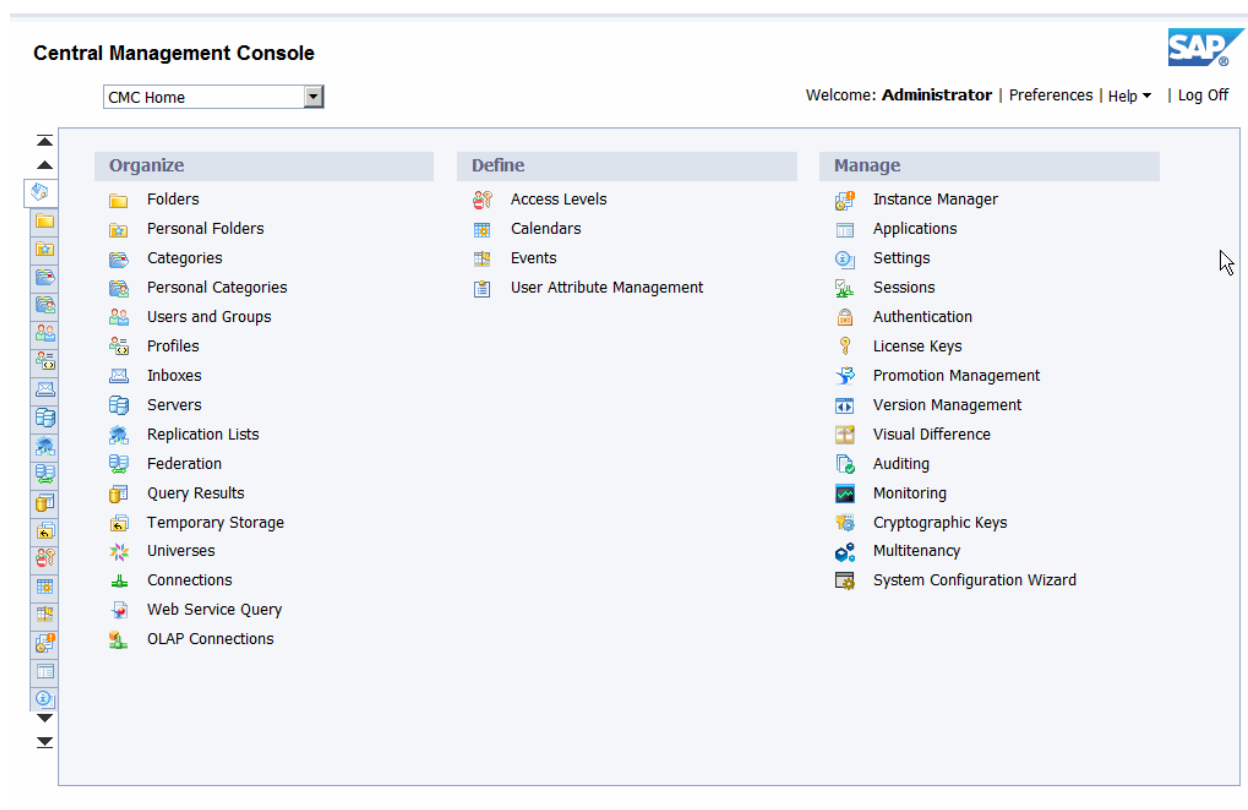 Central Management Console
SAP®
CMC Home
Welcome: Administrator | Preferences | Help | Log Off
Organize
Folders
Personal Folders
Categories
Personal Categories
Users and Groups
Profiles
Inboxes
Servers
Replication Lists
Federation
Query Results
Temporary Storage
Universes
Connections
Web Service Query
OLAP Connections
Define
Access Levels
Calendars
Events
User Attribute Management
Manage
Instance Manager
Applications
Settings
Sessions
Authentication
License Keys
Promotion Management
Version Management
Visual Difference
Auditing
Monitoring
Cryptographic Keys
Multitenancy
System Configuration Wizard